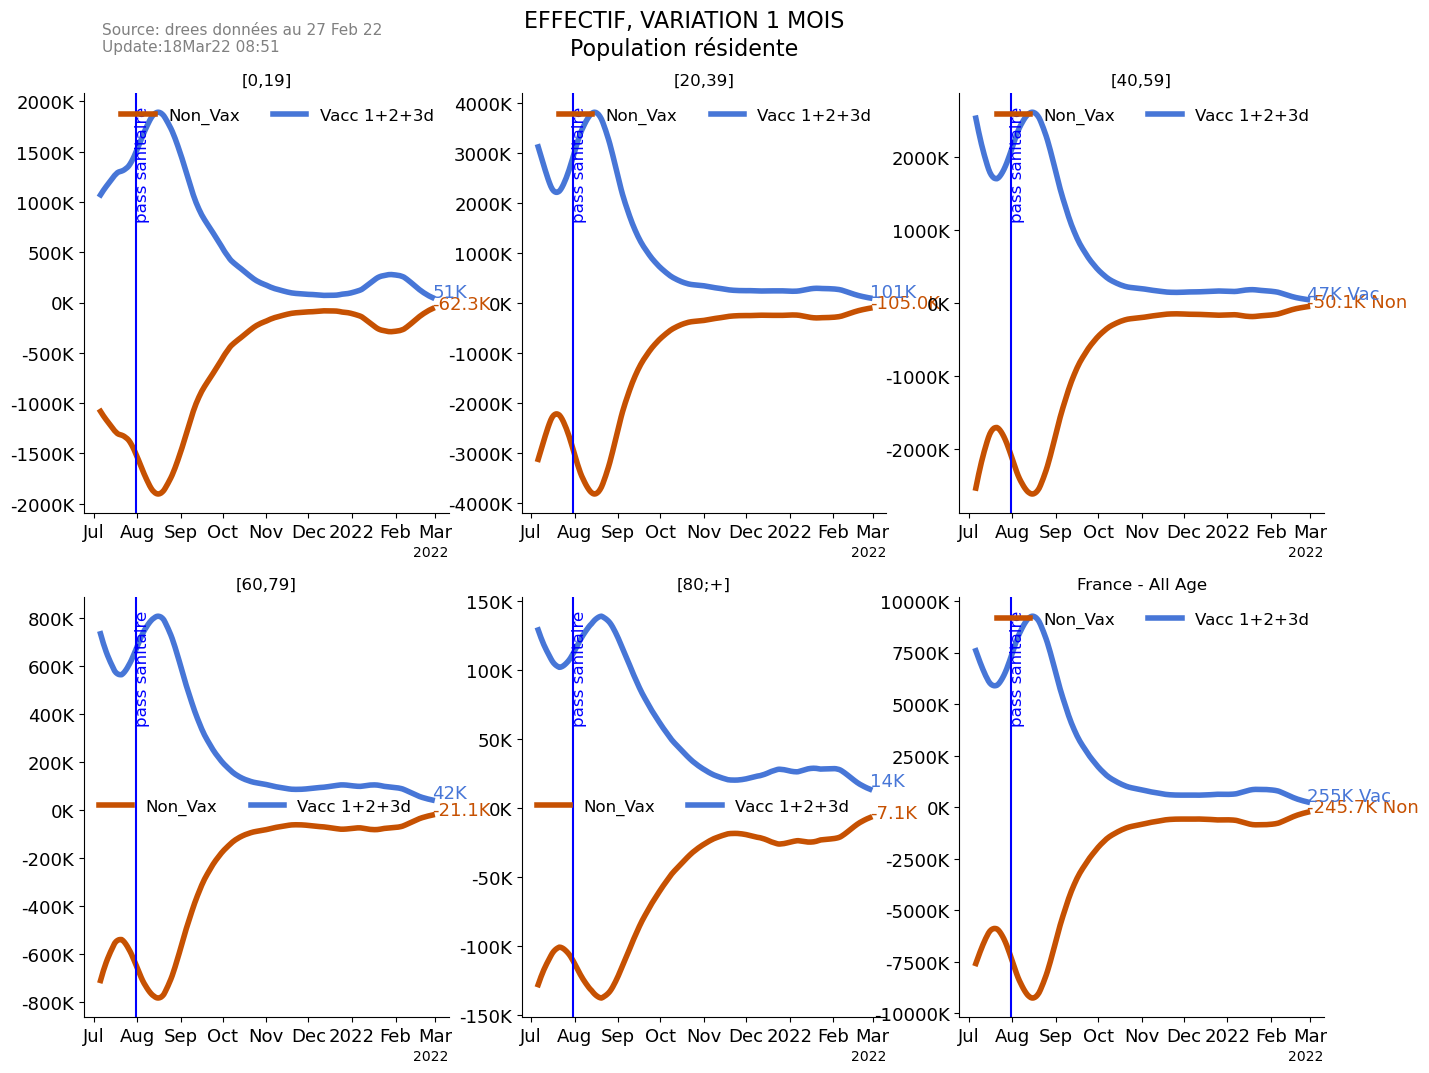 Source: drees données au 27 Feb 22
Update:18Mar22 08:51
EFFECTIF, VARIATION 1 MOIS
Population résidente
[0,19]
2000K
1500K
1000K
500K
0K
-500K
-1000K
-1500K
-2000K
Non_Vax
Vacc 1+2+3d
pass sanitaire
51K
-62.3K
Jul Aug Sep Oct Nov Dec 2022 Feb Mar
2022
[20,39]
4000K
3000K
2000K
1000K
0K
-1000K
-2000K
-3000K
-4000K
Non_Vax
Vacc 1+2+3d
pass sanitaire
101K
-105.0K
Jul Aug Sep Oct Nov Dec 2022 Feb Mar
2022
[40,59]
2000K
1000K
0K
-1000K
-2000K
Non_Vax
Vacc 1+2+3d
pass sanitaire
47K Vac
-50.1K Non
Jul Aug Sep Oct Nov Dec 2022 Feb Mar
2022
[60,79]
800K
600K
400K
200K
0K
-200K
-400K
-600K
-800K
pass sanitaire
Non_Vax
Vacc 1+2+3d
42K
-21.1K
Jul Aug Sep Oct Nov Dec 2022 Feb Mar
2022
[80;+]
150K
100K
50K
0K
-50K
-100K
-150K
pass sanitaire
Non_Vax
Vacc 1+2+3d
14K
-7.1K
Jul Aug Sep Oct Nov Dec 2022 Feb Mar
2022
France - All Age
10000K
7500K
5000K
2500K
0K
-2500K
-5000K
-7500K
-10000K
Non_Vax
Vacc 1+2+3d
pass sanitaire
255K Vac
-245.7K Non
Jul Aug Sep Oct Nov Dec 2022 Feb Mar
2022